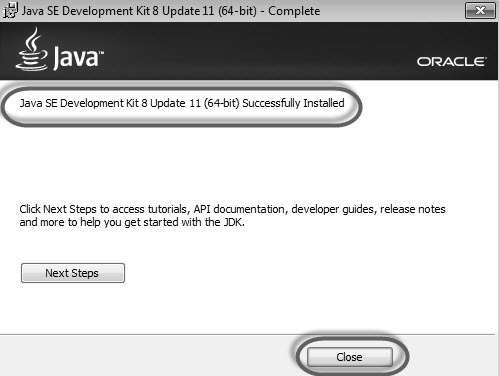 Java SE Development Kit 8 Update 11 (64-bit) - Complete
Java™
ORACLE®
Java SE Development Kit 8 Update 11 (64-bit) Successfully Installed
Click Next Steps to access tutorials, API documentation, developer guides, release notes
and more to help you get started with the JDK.
Next Steps
Close